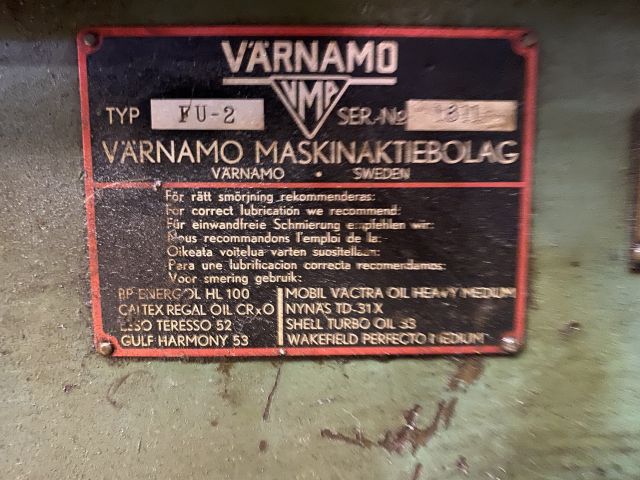 VÄRNAMO
VMA
TYP FU-2 SER.-No 1811
VÄRNAMO MASKINAKTIEBOLAG
VÄRNAMO • SWEDEN
För rätt smörjning rekommenderas:
For correct lubrication we recommend:
Für einwandfreie Schmierung empfehlen wir:
Nous recommandons l'emploi de la:
Oikeata voitelua varten suositellaan:
Para une lubrificacion correcta recomendamos:
Voor smering gebruik:
BP ENERGOL HL 100
CALTEX REGAL OIL CRxO
ESSO TERESSO 52
GULF HARMONY 53
MOBIL VACTRA OIL HEAVY MEDIUM
NYNÄS TD-31X
SHELL TURBO OIL 33
WAKEFIELD PERFECTO MEDIUM